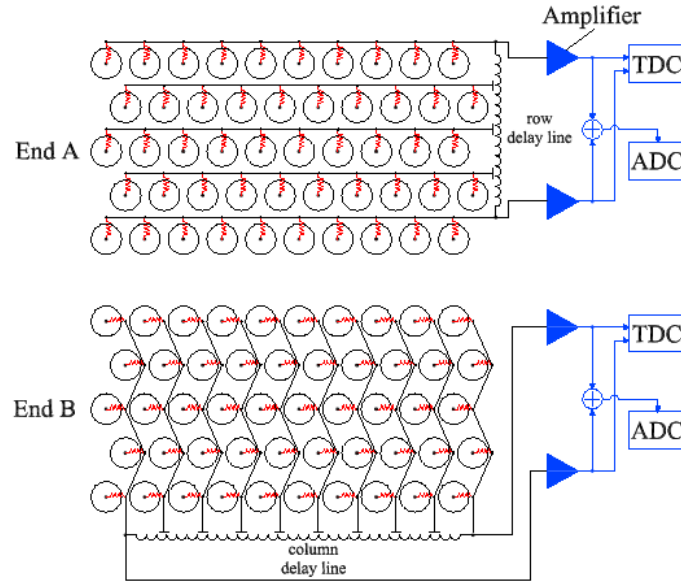 Amplifier
TDC
row
delay line
End A
ADC
TDC
End B
ADC
column
delay line